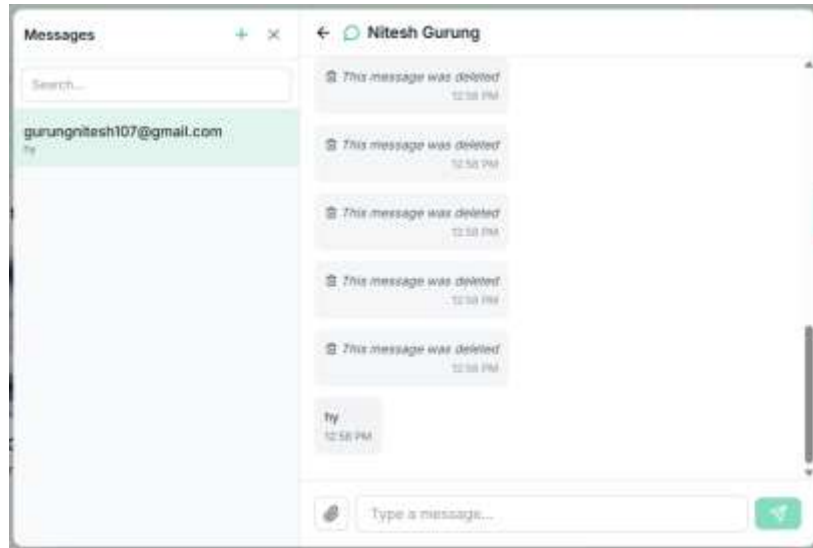 Messages
Search...
gurungnitesh107@gmail.com
hy
Nitesh Gurung
This message was deleted
12:58 PM
This message was deleted
12:58 PM
This message was deleted
12:58 PM
This message was deleted
12:58 PM
This message was deleted
12:58 PM
hy
12:58 PM
Type a message...